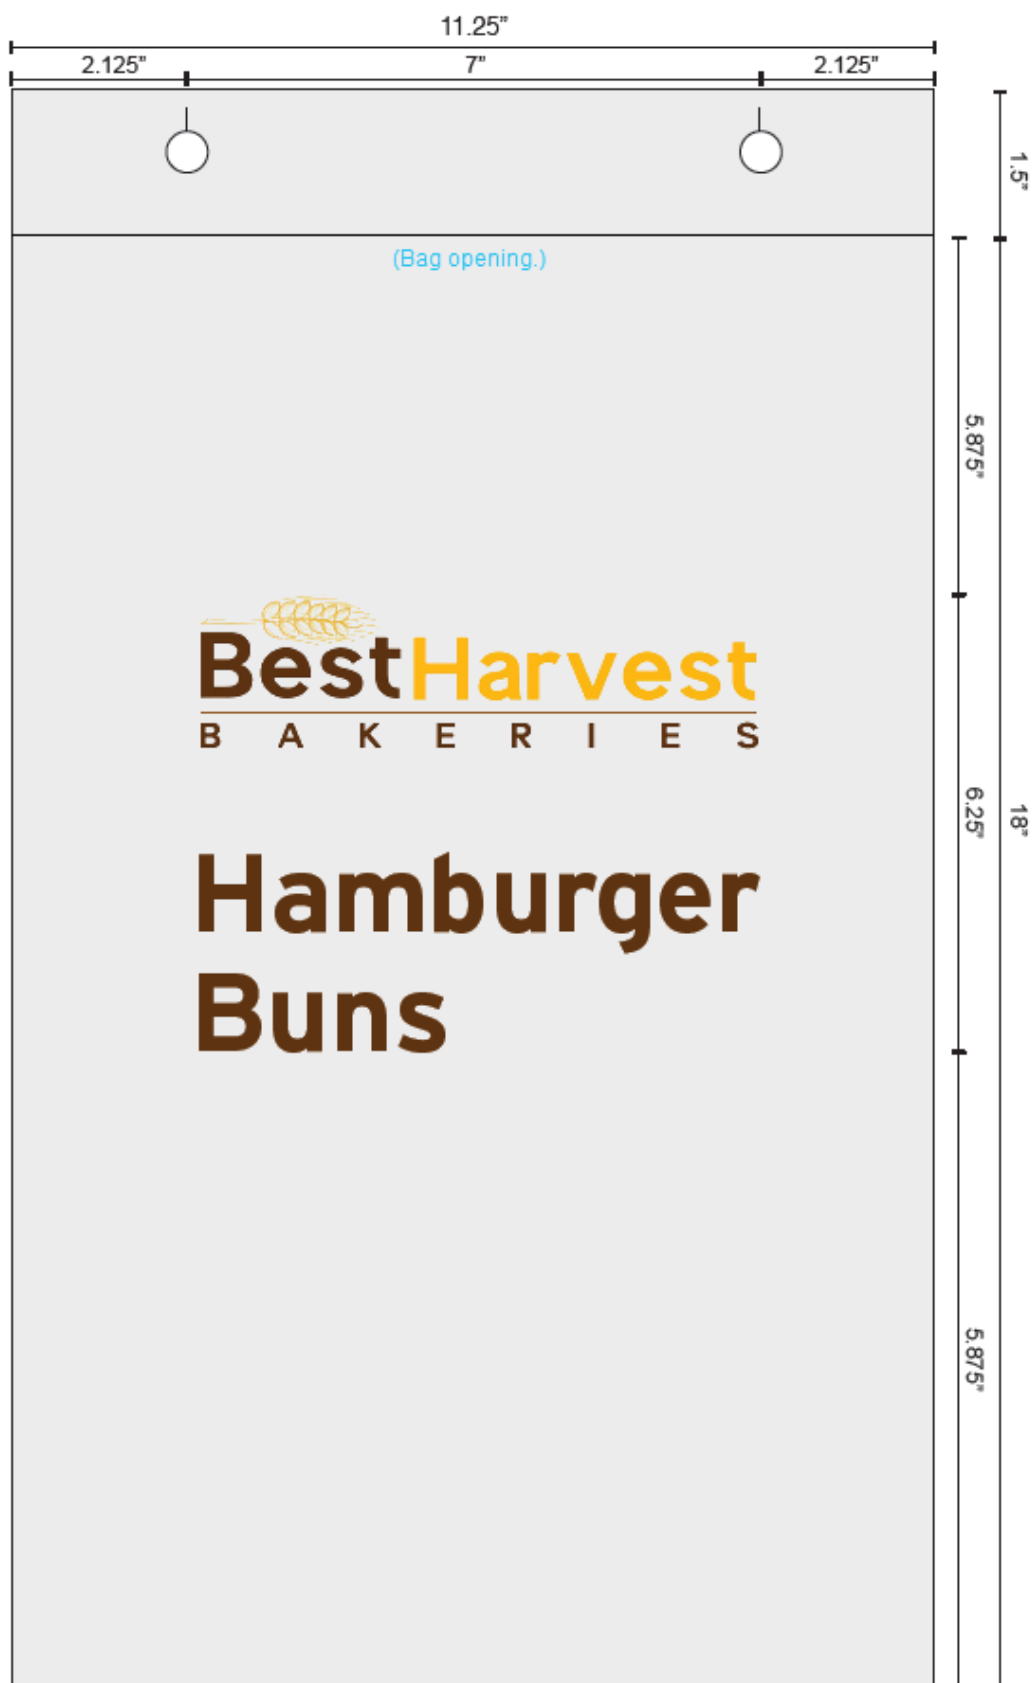 11.25”
2.125” 7” 2.125”
1.5”
(Bag opening.)
5.875”
BestHarvest
BAKERIES
6.25”
18”
Hamburger
Buns
5.875”